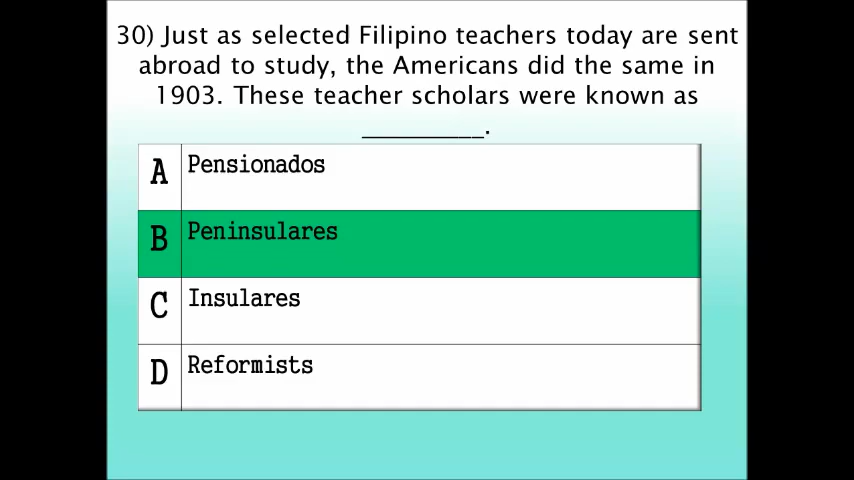 30) Just as selected Filipino teachers today are sent
abroad to study, the Americans did the same in
1903. These teacher scholars were known as
__________.
A Pensionados
B Peninsulares
C Insulares
D Reformists